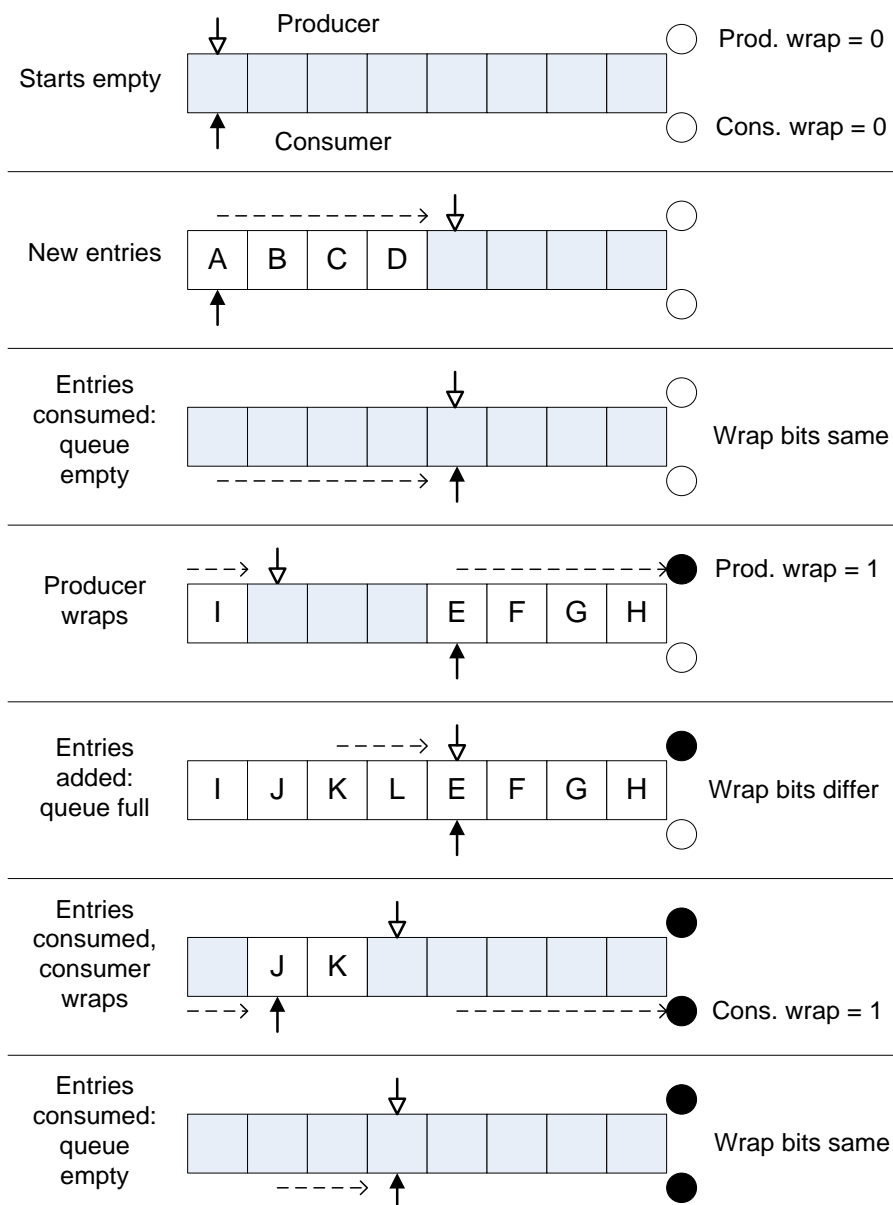 Producer
Prod. wrap = 0
Starts empty
Consumer
Cons. wrap = 0
New entries
A B C D
Entries
consumed:
queue
empty
Wrap bits same
Producer
wraps
Prod. wrap = 1
I E F G H
Entries
added:
queue full
I J K L E F G H
Wrap bits differ
Entries
consumed,
consumer
wraps
J K
Cons. wrap = 1
Entries
consumed:
queue
empty
Wrap bits same